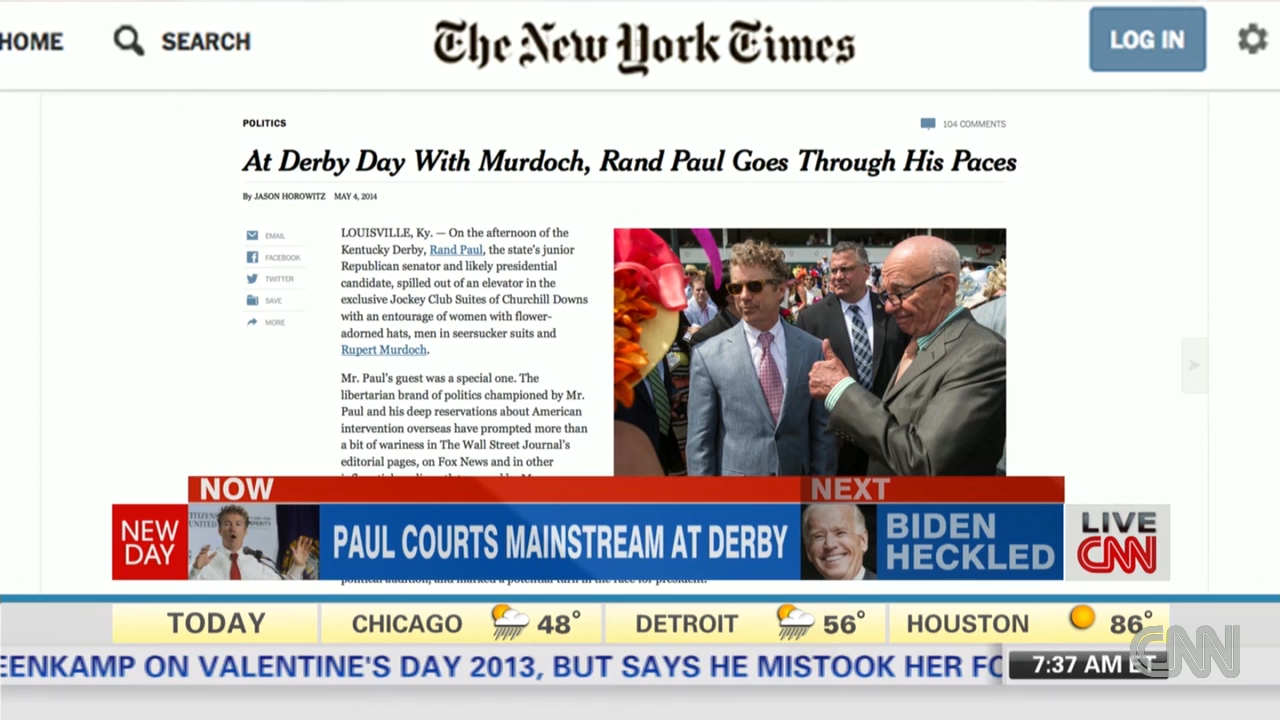 HOME
SEARCH
The New York Times
LOG IN
POLITICS
104 COMMENTS
At Derby Day With Murdoch, Rand Paul Goes Through His Paces
By JASON HOROWITZ MAY 4, 2014
EMAIL
FACEBOOK
TWITTER
SAVE
MORE
LOUISVILLE, Ky. — On the afternoon of the
Kentucky Derby, Rand Paul, the state's junior
Republican senator and likely presidential
candidate, spilled out of an elevator in the
exclusive Jockey Club Suites of Churchill Downs
with an entourage of women with flower-
adorned hats, men in seersucker suits and
Rupert Murdoch.
Mr. Paul's guest was a special one. The
libertarian brand of politics championed by Mr.
Paul and his deep reservations about American
intervention overseas have prompted more than
a bit of wariness in The Wall Street Journal's
editorial pages, on Fox News and in other
NOW
NEXT
NEW
DAY
CITIZENS
UNITED
PAUL COURTS MAINSTREAM AT DERBY
BIDEN
HECKLED
LIVE
CNN
TODAY
CHICAGO 48°
DETROIT 56°
HOUSTON 86°
EENKAMP ON VALENTINE'S DAY 2013, BUT SAYS HE MISTOOK HER FO
7:37 AM ET
CNN